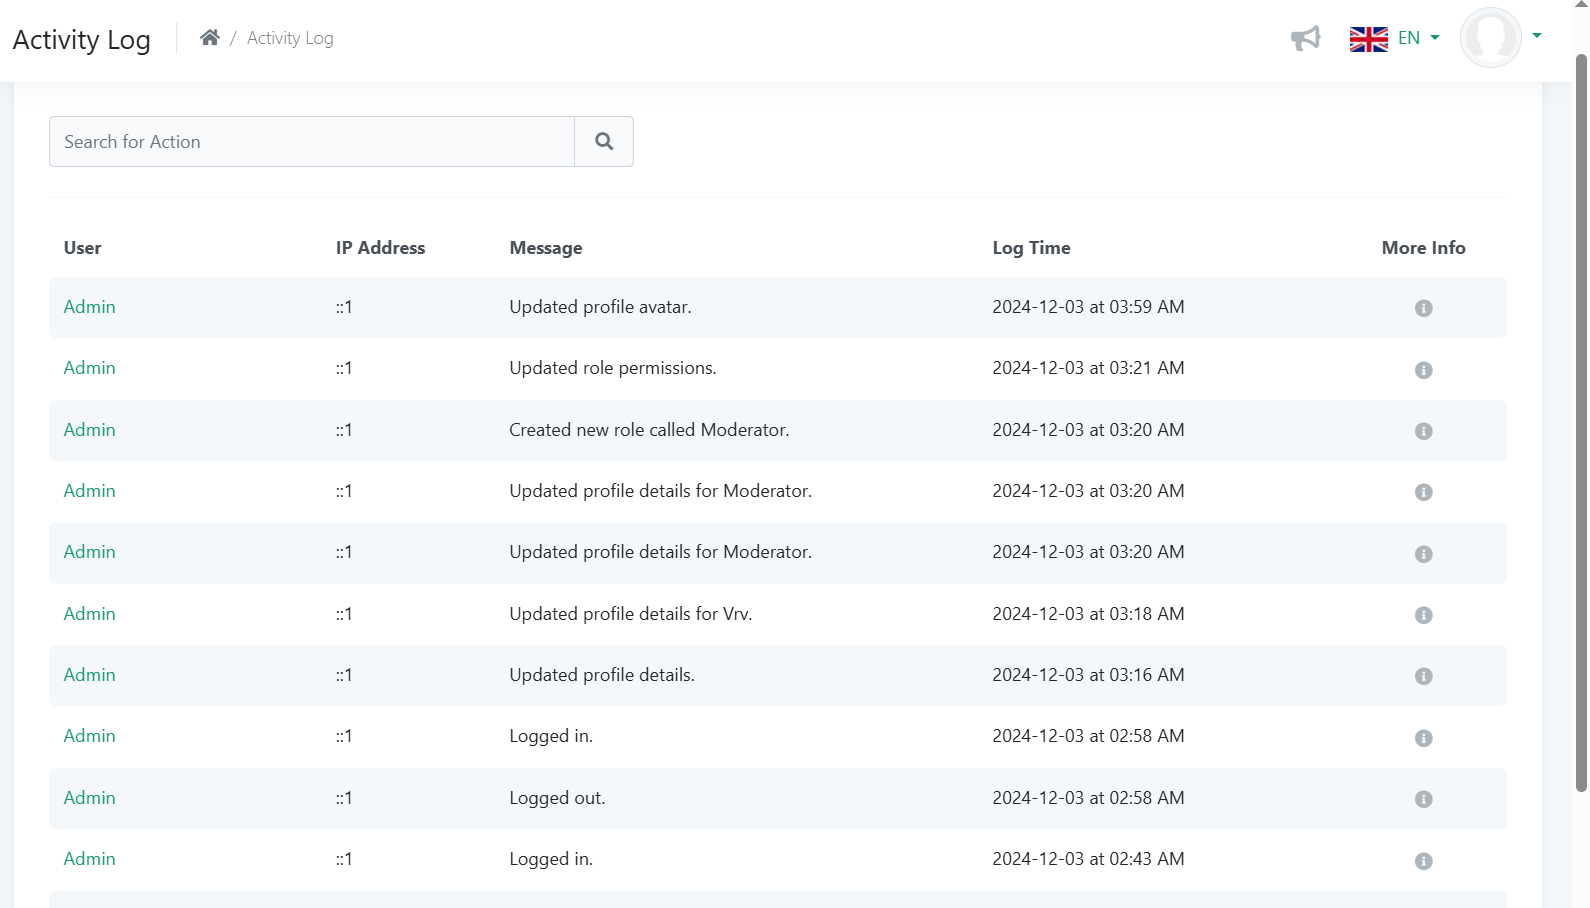 Activity Log
/ Activity Log
EN
Search for Action
User IP Address Message Log Time More Info
Admin ::1 Updated profile avatar. 2024-12-03 at 03:59 AM
Admin ::1 Updated role permissions. 2024-12-03 at 03:21 AM
Admin ::1 Created new role called Moderator. 2024-12-03 at 03:20 AM
Admin ::1 Updated profile details for Moderator. 2024-12-03 at 03:20 AM
Admin ::1 Updated profile details for Moderator. 2024-12-03 at 03:20 AM
Admin ::1 Updated profile details for Vrv. 2024-12-03 at 03:18 AM
Admin ::1 Updated profile details. 2024-12-03 at 03:16 AM
Admin ::1 Logged in. 2024-12-03 at 02:58 AM
Admin ::1 Logged out. 2024-12-03 at 02:58 AM
Admin ::1 Logged in. 2024-12-03 at 02:43 AM